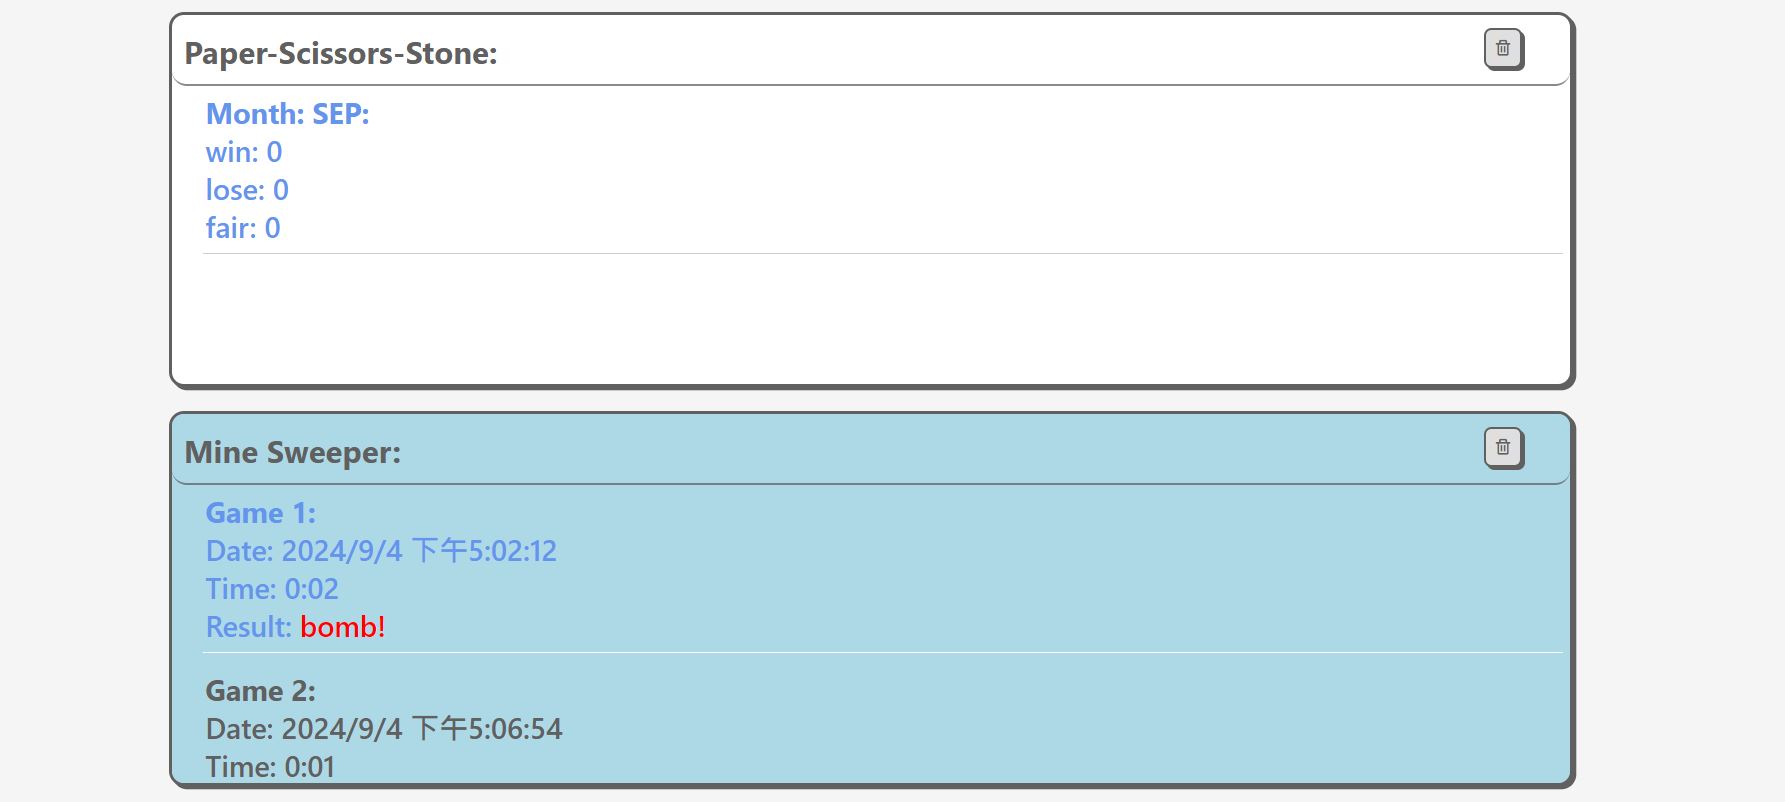 Paper-Scissors-Stone:
Month: SEP:
win: 0
lose: 0
fair: 0
Mine Sweeper:
Game 1:
Date: 2024/9/4 下午5:02:12
Time: 0:02
Result: bomb!
Game 2:
Date: 2024/9/4 下午5:06:54
Time: 0:01